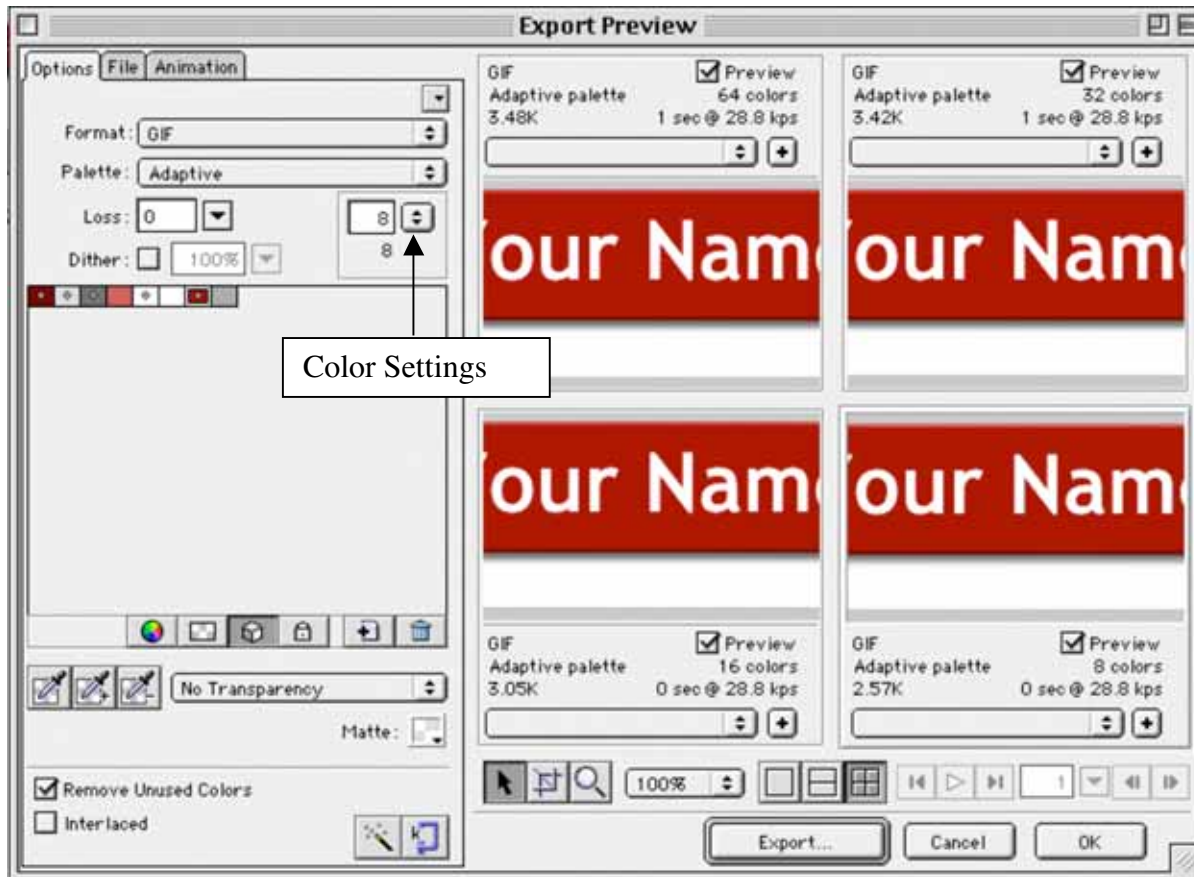 Export Preview
Options File Animation
Format: GIF
Palette: Adaptive
Loss: 0
8
Dither: 100%
8
Color Settings
No Transparency
Matte:
Remove Unused Colors
Interlaced
GIF Preview
Adaptive palette 64 colors
3.48K 1 sec @ 28.8 kps
our Nam
GIF Preview
Adaptive palette 32 colors
3.42K 1 sec @ 28.8 kps
our Nam
our Nam
GIF Preview
Adaptive palette 16 colors
3.05K 0 sec @ 28.8 kps
our Nam
GIF Preview
Adaptive palette 8 colors
2.57K 0 sec @ 28.8 kps
100% 1
Export... Cancel OK